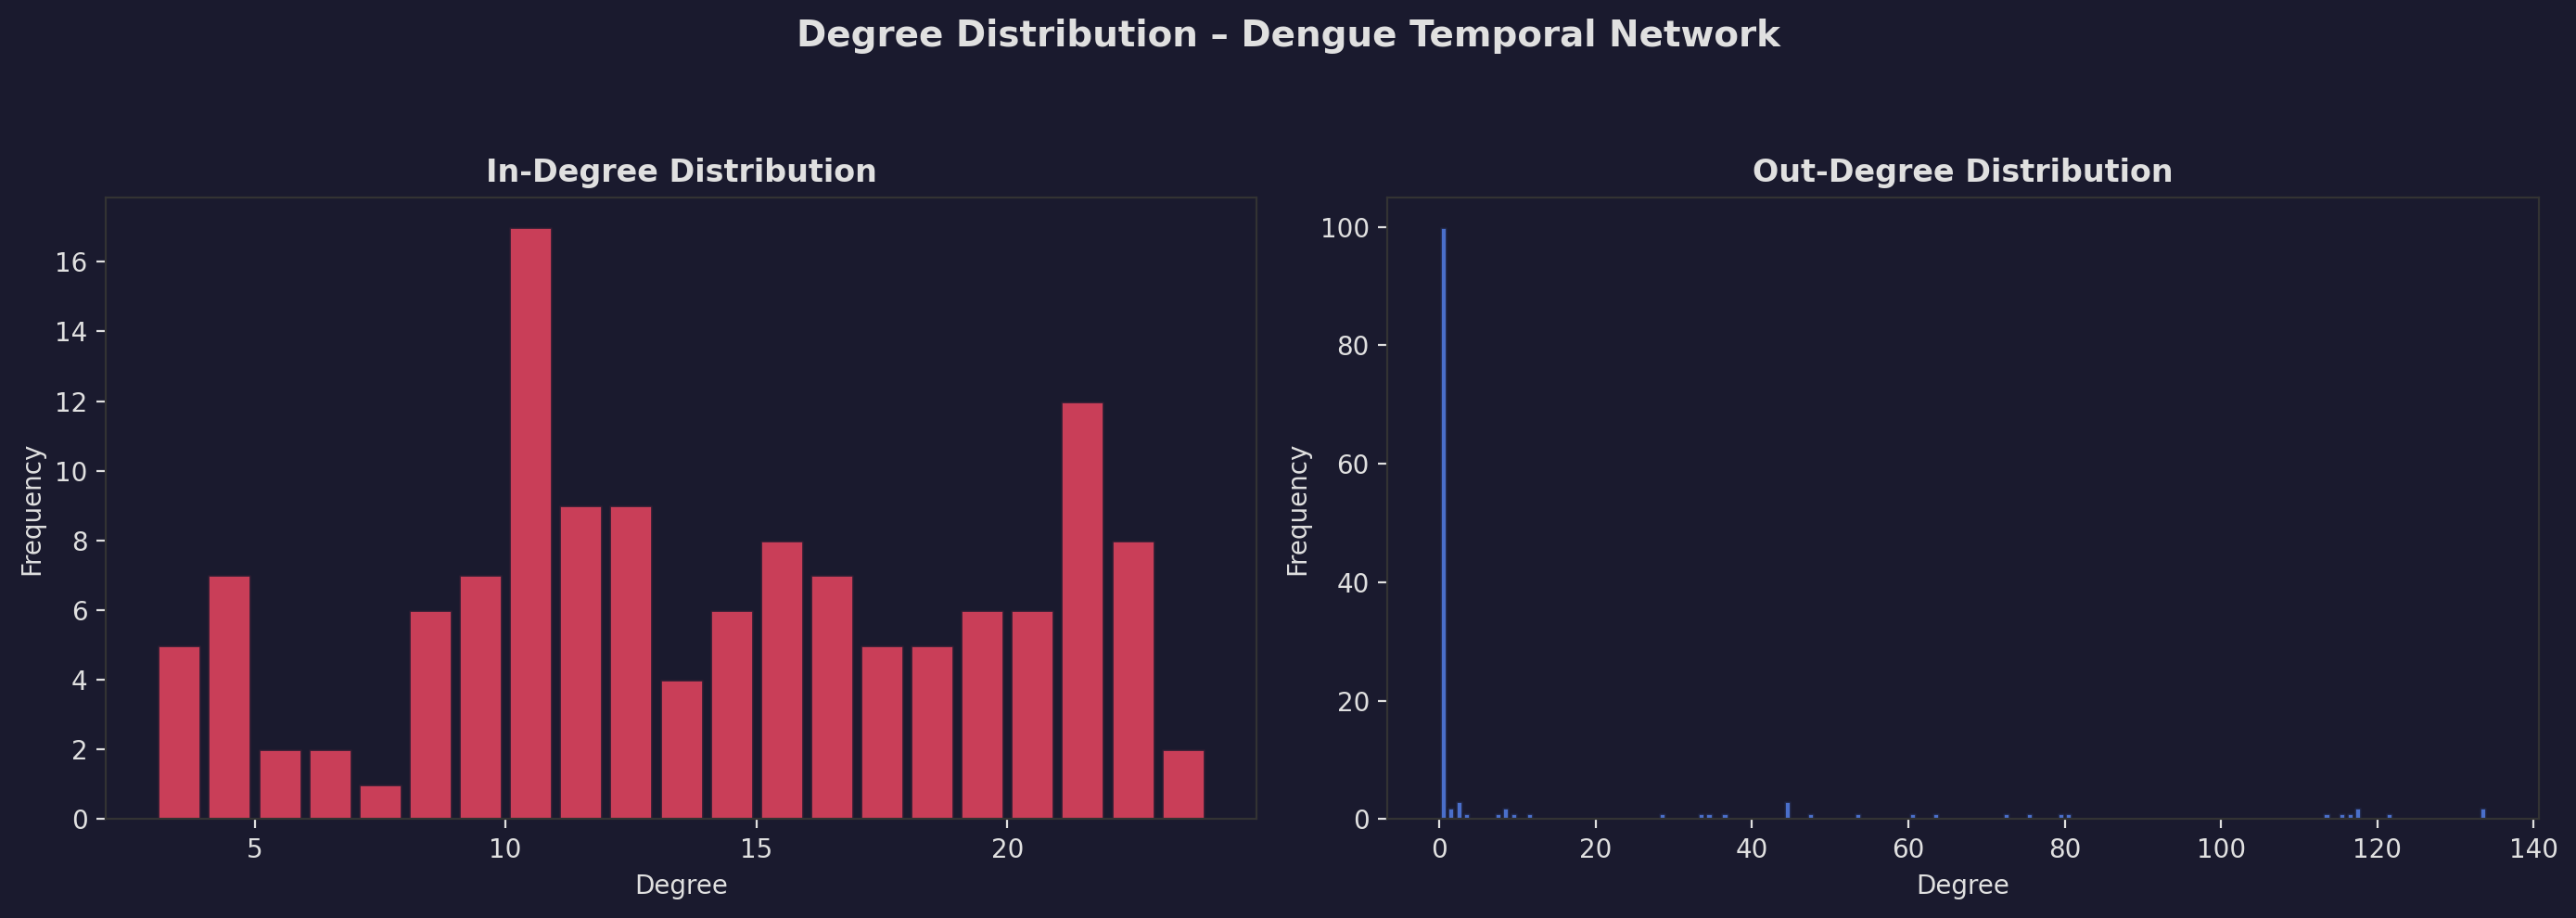 Degree Distribution – Dengue Temporal Network
In-Degree Distribution
Frequency
16
14
12
10
8
6
4
2
0
5 10 15 20
Degree
Out-Degree Distribution
Frequency
100
80
60
40
20
0
0 20 40 60 80 100 120 140
Degree